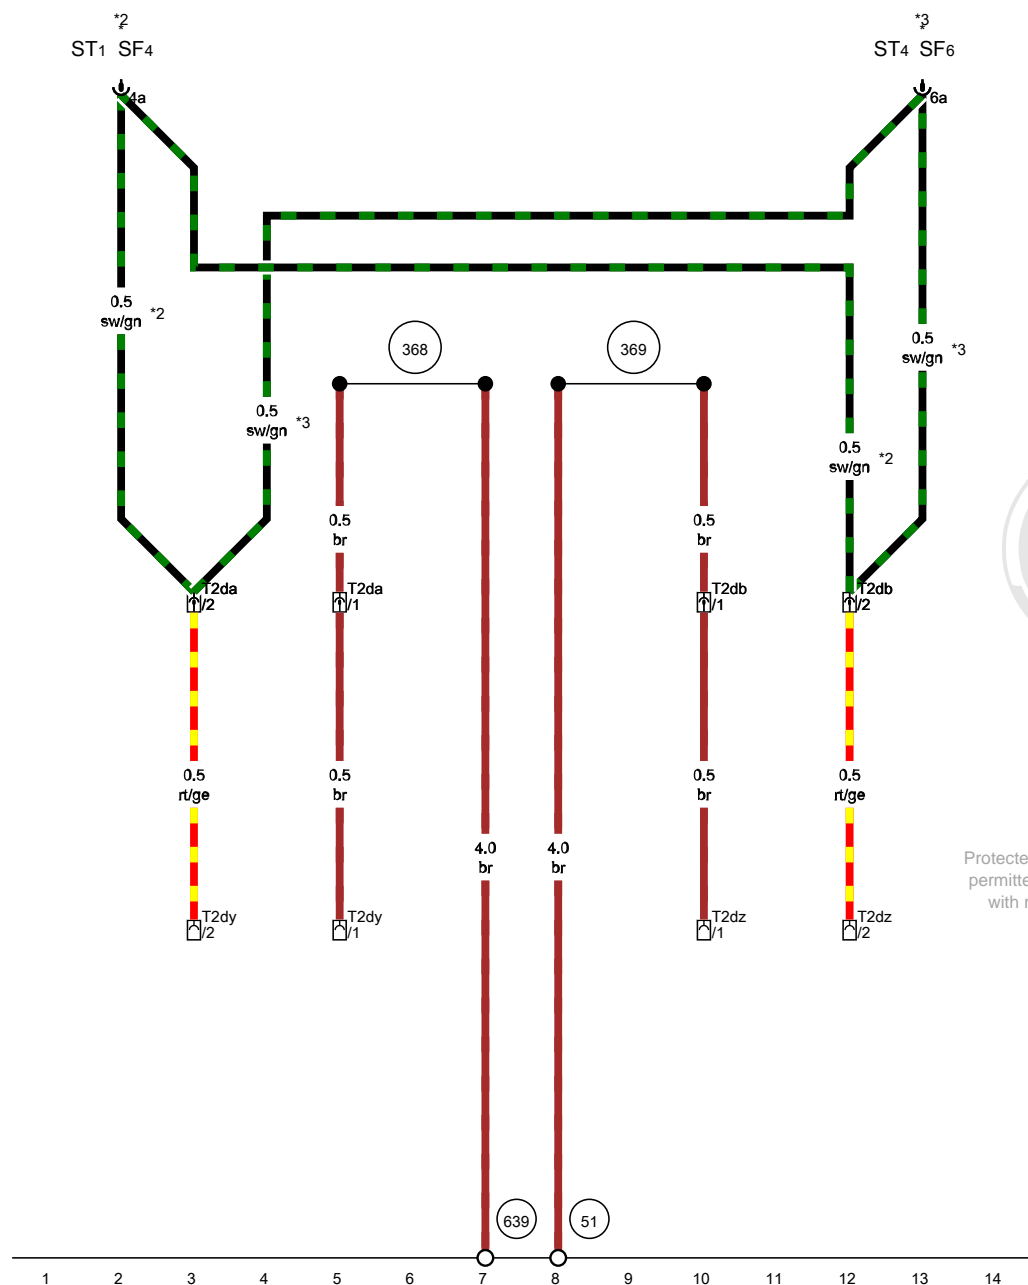 *2
*
ST1 SF4
4a
*3
*
ST4 SF6
6a
0.5
sw/gn *2
0.5
sw/gn *3
368
369
0.5
sw/gn *3
0.5
sw/gn *2
0.5
br
0.5
br
T2da
/2
T2da
/1
T2db
/1
T2db
/2
0.5
rt/ge
0.5
br
0.5
br
0.5
rt/ge
4.0
br
4.0
br
Protecte
permitte
with r
T2dy
/2
T2dy
/1
T2dz
/1
T2dz
/2
639
51
1 2 3 4 5 6 7 8 9 10 11 12 13 14